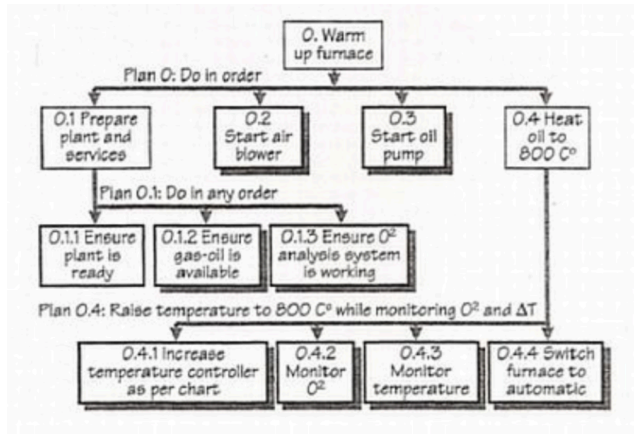 0. Warm
up furnace
Plan 0: Do in order
0.1 Prepare
plant and
services
0.2
Start air
blower
0.3
Start oil
pump
0.4 Heat
oil to
800 Cº
Plan 0.1: Do in any order
0.1.1 Ensure
plant is
ready
0.1.2 Ensure
gas-oil is
available
0.1.3 Ensure O²
analysis system
is working
Plan 0.4: Raise temperature to 800 Cº while monitoring O² and ΔT
0.4.1 Increase
temperature controller
as per chart
0.4.2
Monitor
O²
0.4.3
Monitor
temperature
0.4.4 Switch
furnace to
automatic